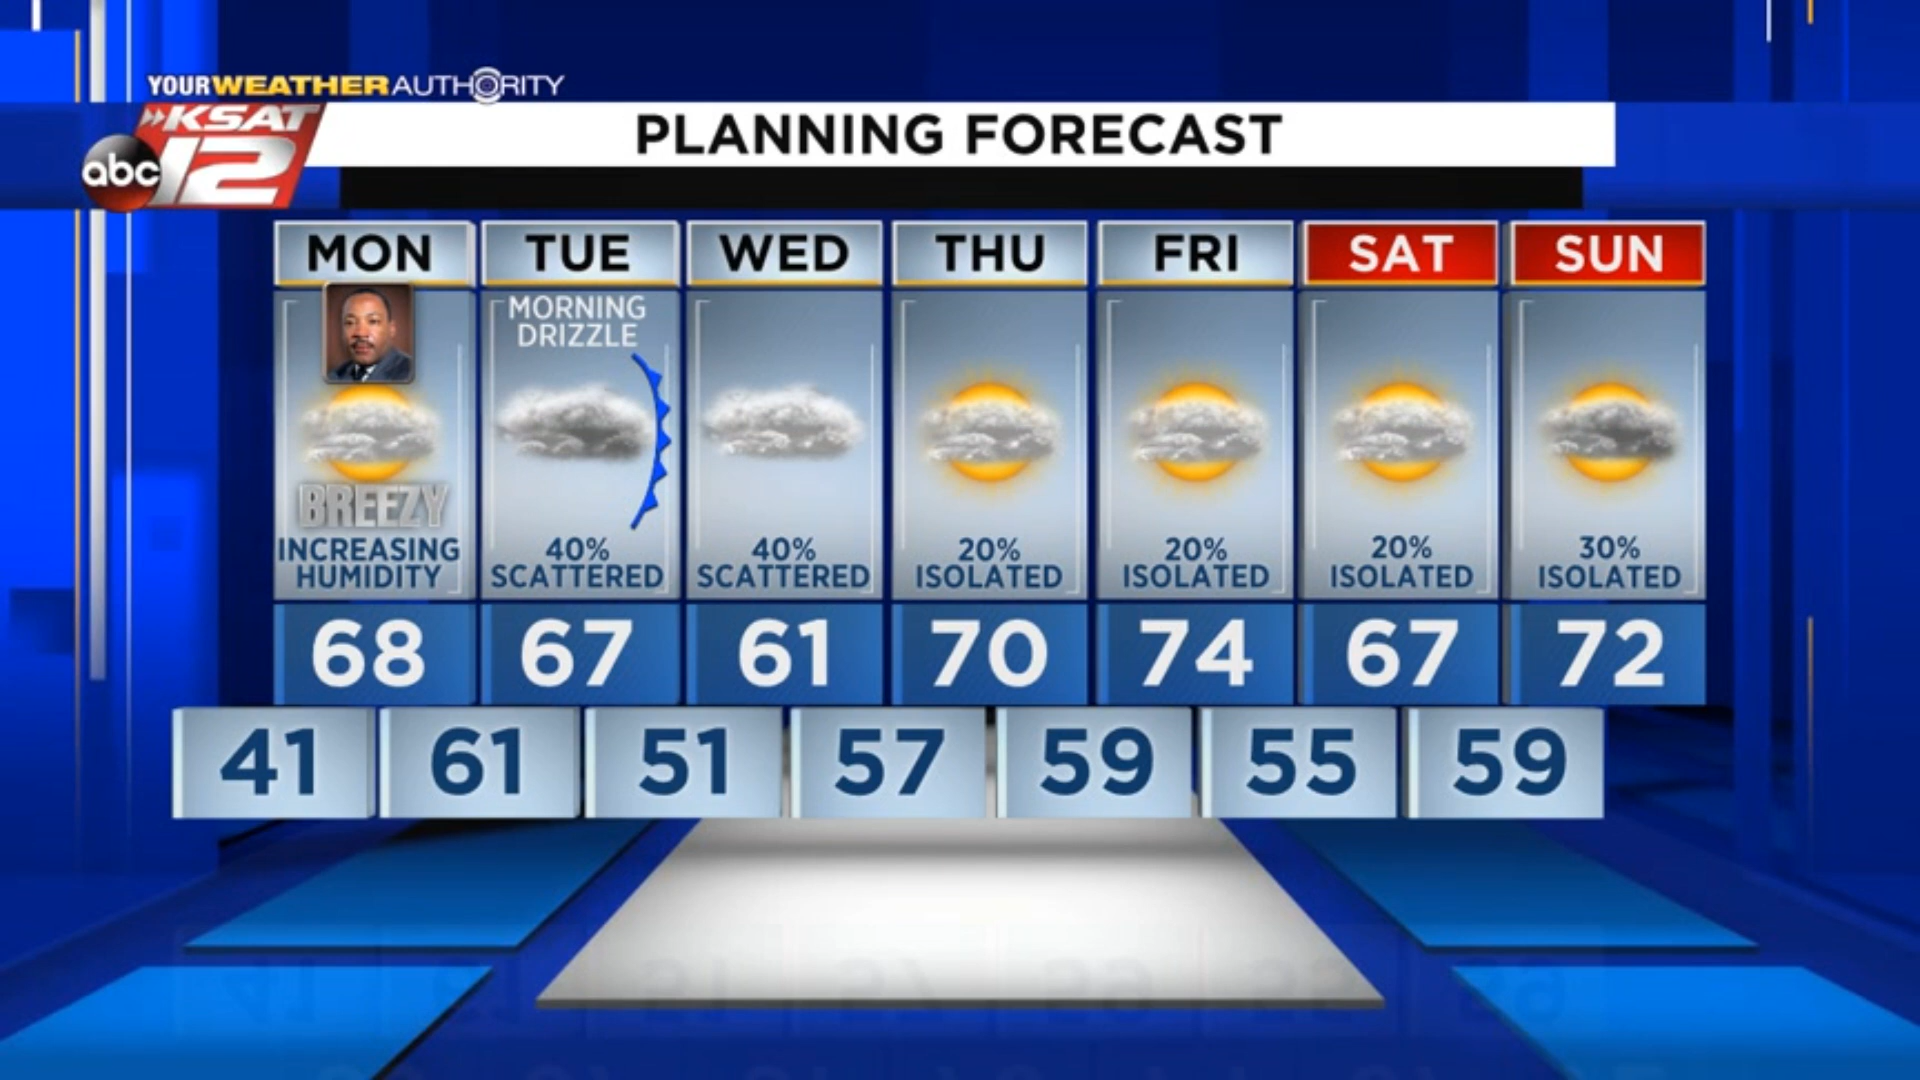 YOURWEATHERAUTHORITY
KSAT
abc 12
PLANNING FORECAST
MON TUE WED THU FRI SAT SUN
MORNING
DRIZZLE
BREEZY
INCREASING
HUMIDITY
40%
SCATTERED
40%
SCATTERED
20%
ISOLATED
20%
ISOLATED
20%
ISOLATED
30%
ISOLATED
68 67 61 70 74 67 72
41 61 51 57 59 55 59